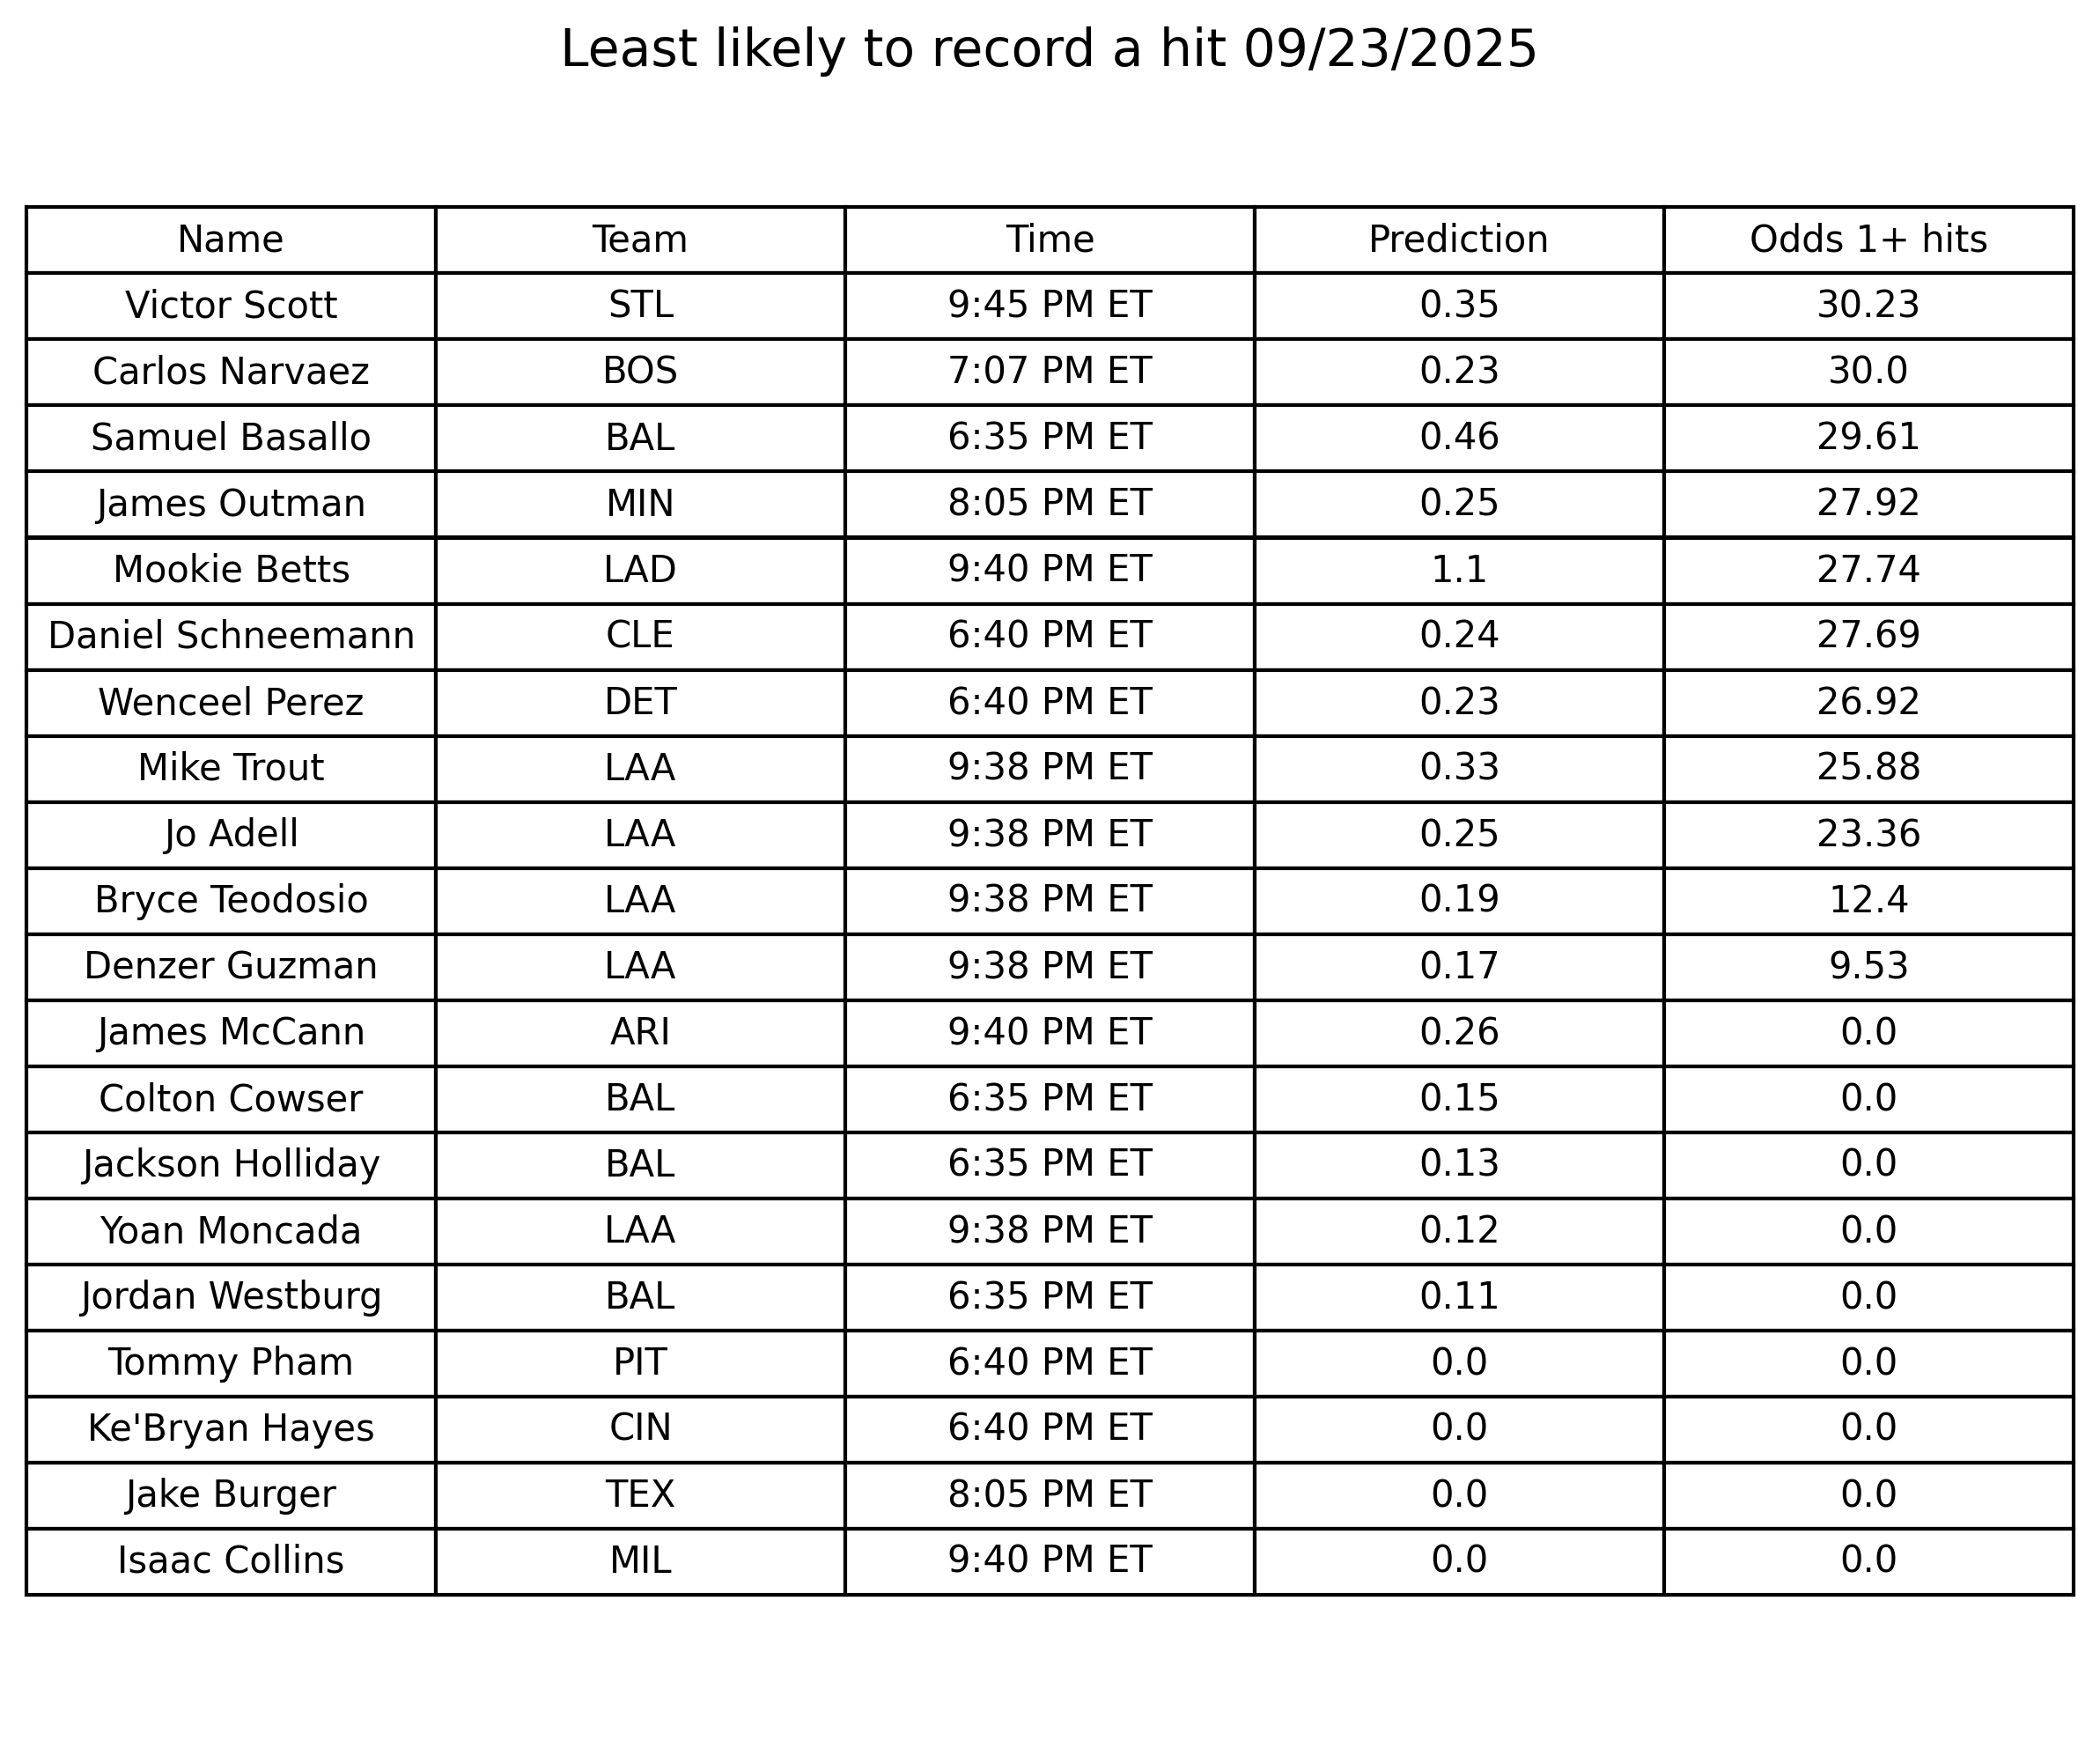 Least likely to record a hit 09/23/2025
Name Team Time Prediction Odds 1+ hits
Victor Scott STL 9:45 PM ET 0.35 30.23
Carlos Narvaez BOS 7:07 PM ET 0.23 30.0
Samuel Basallo BAL 6:35 PM ET 0.46 29.61
James Outman MIN 8:05 PM ET 0.25 27.92
Mookie Betts LAD 9:40 PM ET 1.1 27.74
Daniel Schneemann CLE 6:40 PM ET 0.24 27.69
Wenceel Perez DET 6:40 PM ET 0.23 26.92
Mike Trout LAA 9:38 PM ET 0.33 25.88
Jo Adell LAA 9:38 PM ET 0.25 23.36
Bryce Teodosio LAA 9:38 PM ET 0.19 12.4
Denzer Guzman LAA 9:38 PM ET 0.17 9.53
James McCann ARI 9:40 PM ET 0.26 0.0
Colton Cowser BAL 6:35 PM ET 0.15 0.0
Jackson Holliday BAL 6:35 PM ET 0.13 0.0
Yoan Moncada LAA 9:38 PM ET 0.12 0.0
Jordan Westburg BAL 6:35 PM ET 0.11 0.0
Tommy Pham PIT 6:40 PM ET 0.0 0.0
Ke'Bryan Hayes CIN 6:40 PM ET 0.0 0.0
Jake Burger TEX 8:05 PM ET 0.0 0.0
Isaac Collins MIL 9:40 PM ET 0.0 0.0